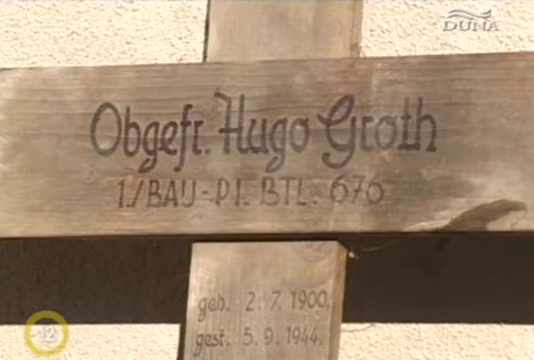 DUNA
Obgefr. Hugo Groth
1./BAU-PI. BTL. 676
geb. 2. 7. 1900,
gest. 5. 9. 1944.
12